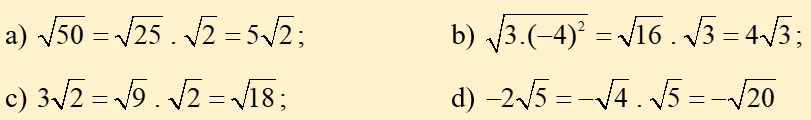 a) √50 = √25 . √2 = 5√2 ; b) √(3.(−4)²) = √16 . √3 = 4√3 ;
c) 3√2 = √9 . √2 = √18 ; d) −2√5 = −√4 . √5 = −√20